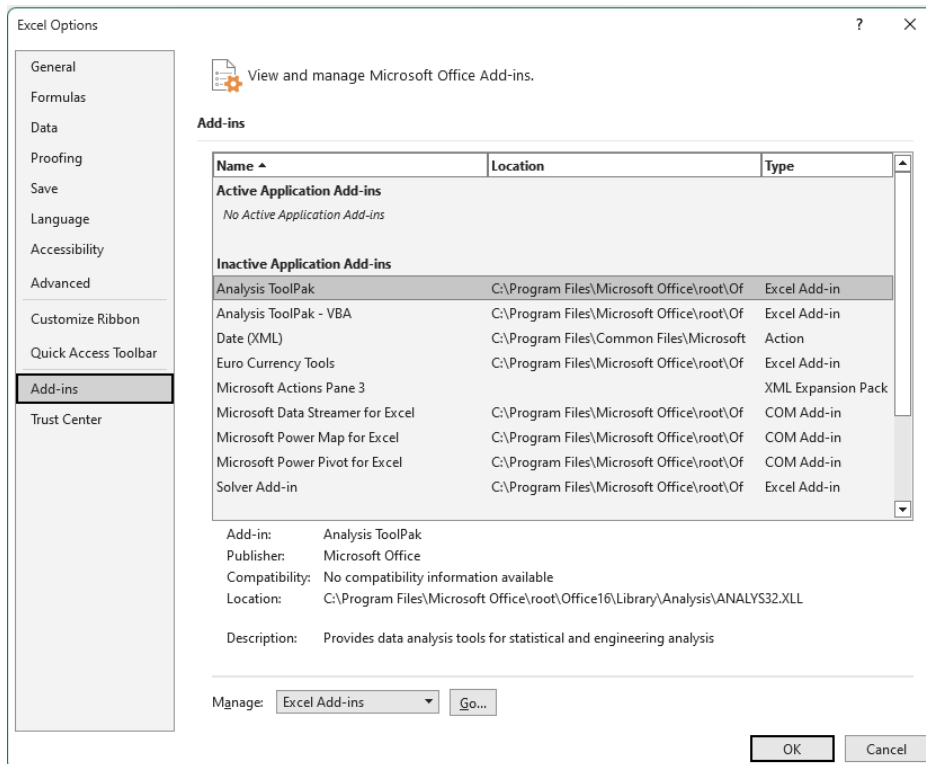 Excel Options ? ×
General
Formulas
Data
Proofing
Save
Language
Accessibility
Advanced
Customize Ribbon
Quick Access Toolbar
Add-ins
Trust Center
View and manage Microsoft Office Add-ins.
Add-ins
Name Location Type
Active Application Add-ins
No Active Application Add-ins
Inactive Application Add-ins
Analysis ToolPak C:\Program Files\Microsoft Office\root\Of Excel Add-in
Analysis ToolPak - VBA C:\Program Files\Microsoft Office\root\Of Excel Add-in
Date (XML) C:\Program Files\Common Files\Microsoft Action
Euro Currency Tools C:\Program Files\Microsoft Office\root\Of Excel Add-in
Microsoft Actions Pane 3 XML Expansion Pack
Microsoft Data Streamer for Excel C:\Program Files\Microsoft Office\root\Of COM Add-in
Microsoft Power Map for Excel C:\Program Files\Microsoft Office\root\Of COM Add-in
Microsoft Power Pivot for Excel C:\Program Files\Microsoft Office\root\Of COM Add-in
Solver Add-in C:\Program Files\Microsoft Office\root\Of Excel Add-in
Add-in: Analysis ToolPak
Publisher: Microsoft Office
Compatibility: No compatibility information available
Location: C:\Program Files\Microsoft Office\root\Office16\Library\Analysis\ANALYS32.XLL
Description: Provides data analysis tools for statistical and engineering analysis
Manage: Excel Add-ins Go...
OK Cancel